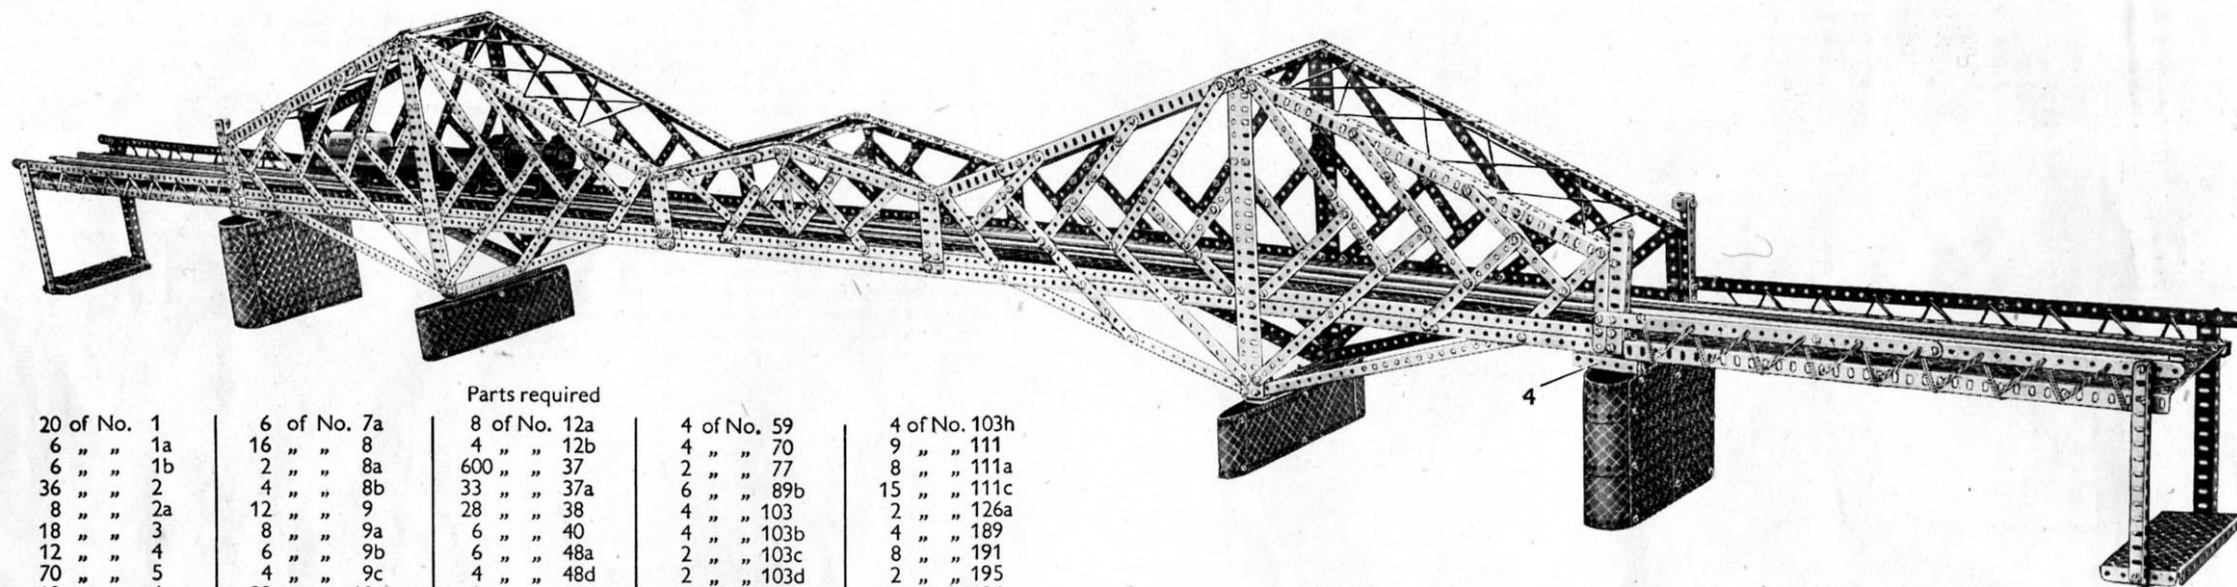 4
Parts required
20 of No. 1
6 „ „ 1a
6 „ „ 1b
36 „ „ 2
8 „ „ 2a
18 „ „ 3
12 „ „ 4
70 „ „ 5
6 of No. 7a
16 „ „ 8
2 „ „ 8a
4 „ „ 8b
12 „ „ 9
8 „ „ 9a
6 „ „ 9b
6 „ „ 9c
8 of No. 12a
4 „ „ 12b
600 „ „ 37
33 „ „ 37a
28 „ „ 38
6 „ „ 40
6 „ „ 48a
4 „ „ 48d
4 of No. 59
4 „ „ 70
2 „ „ 77
6 „ „ 89b
4 „ „ 103
4 „ „ 103b
2 „ „ 103c
2 „ „ 103d
4 of No. 103h
9 „ „ 111
8 „ „ 111a
15 „ „ 111c
2 „ „ 126a
4 „ „ 189
8 „ „ 191
2 „ „ 195